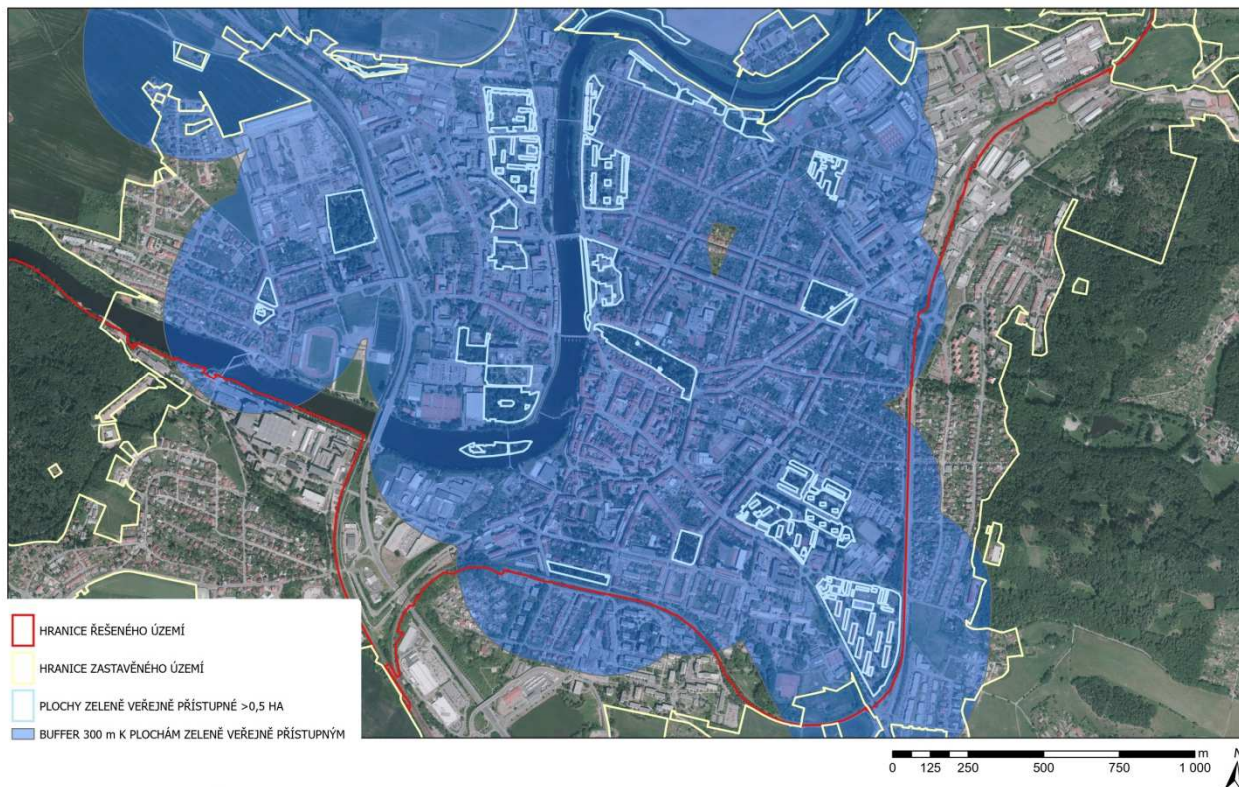 HRANICE ŘEŠENÉHO ÚZEMÍ
HRANICE ZASTAVĚNÉHO ÚZEMÍ
PLOCHY ZELENĚ VEŘEJNĚ PŘÍSTUPNÉ >0,5 HA
BUFFER 300 m K PLOCHÁM ZELENĚ VEŘEJNĚ PŘÍSTUPNÝM
m
0 125 250 500 750 1 000
N